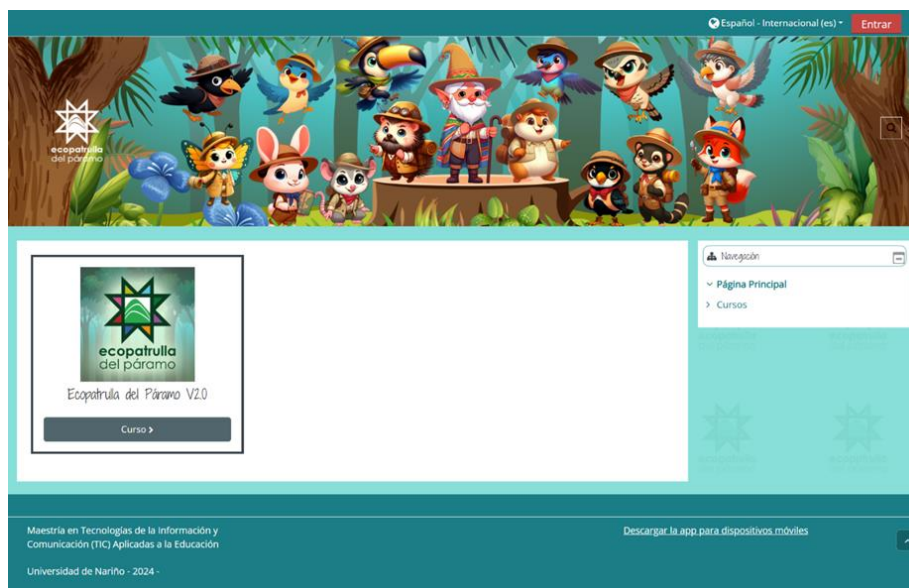 Español - Internacional (es)
Entrar
ecopatrulla
del páramo
Navegación
Página Principal
Cursos
ecopatrulla
del páramo
Ecopatrulla del Páramo V2.0
Curso
Maestría en Tecnologías de la Información y
Comunicación (TIC) Aplicadas a la Educación
Universidad de Nariño - 2024 -
Descargar la app para dispositivos móviles